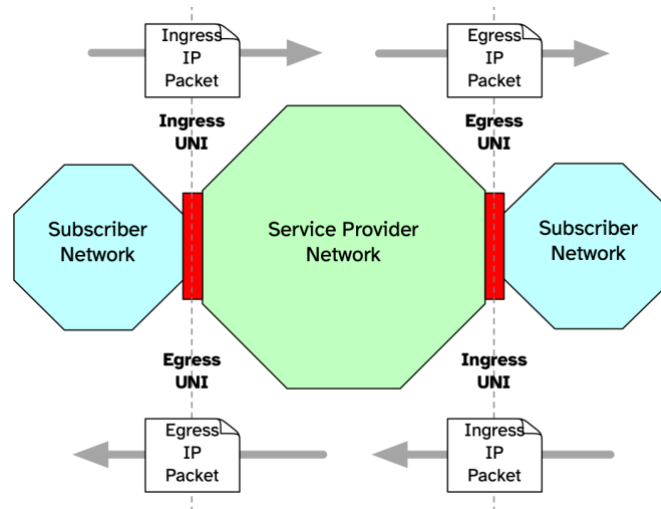 Ingress
IP
Packet
Egress
IP
Packet
Ingress
UNI
Egress
UNI
Subscriber
Network
Service Provider
Network
Subscriber
Network
Egress
UNI
Ingress
UNI
Egress
IP
Packet
Ingress
IP
Packet